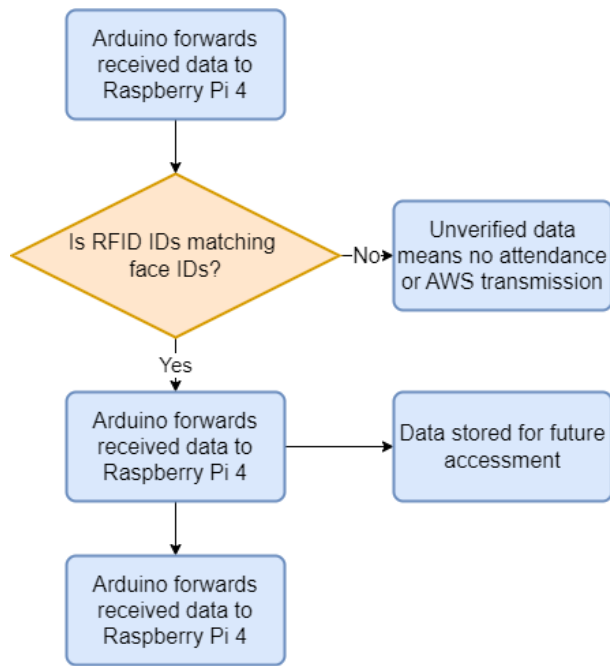 Arduino forwards
received data to
Raspberry Pi 4
Is RFID IDs matching
face IDs?
No
Unverified data
means no attendance
or AWS transmission
Yes
Arduino forwards
received data to
Raspberry Pi 4
Data stored for future
accessment
Arduino forwards
received data to
Raspberry Pi 4